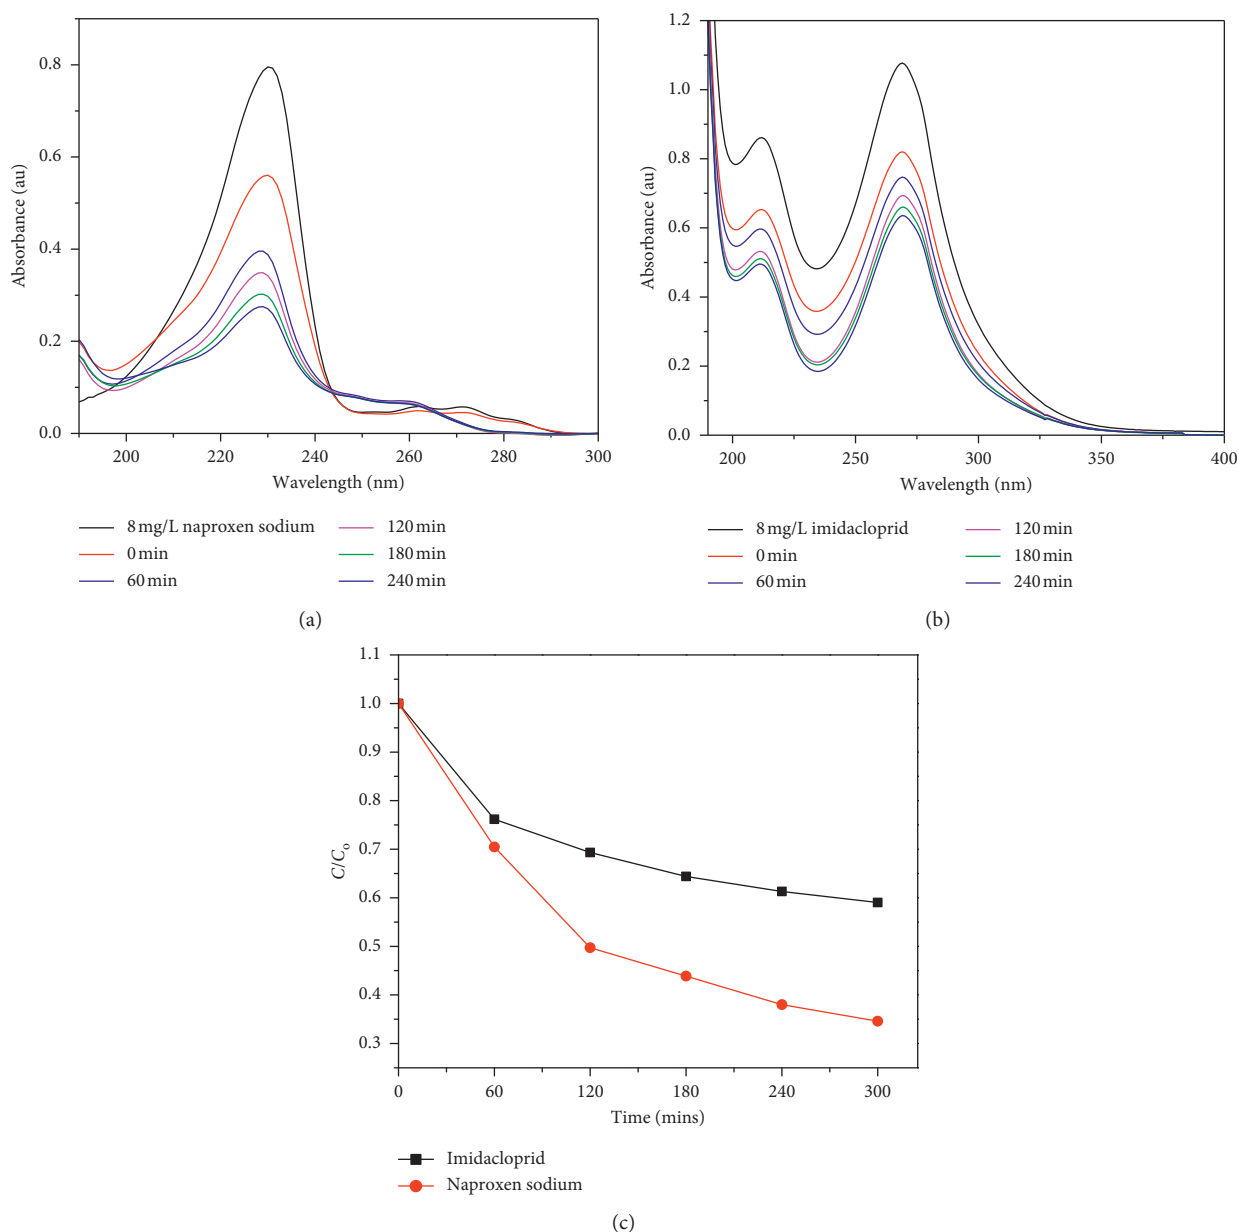 0.8
0.6
0.4
0.2
0.0
Absorbance (au)
200 220 240 260 280 300
Wavelength (nm)
8 mg/L naproxen sodium
0 min
60 min
120 min
180 min
240 min
(a)
1.2
1.0
0.8
0.6
0.4
0.2
0.0
Absorbance (au)
200 250 300 350 400
Wavelength (nm)
8 mg/L imidacloprid
0 min
60 min
120 min
180 min
240 min
(b)
1.1
1.0
0.9
0.8
0.7
0.6
0.5
0.4
0.3
C/Co
0 60 120 180 240 300
Time (mins)
Imidacloprid
Naproxen sodium
(c)